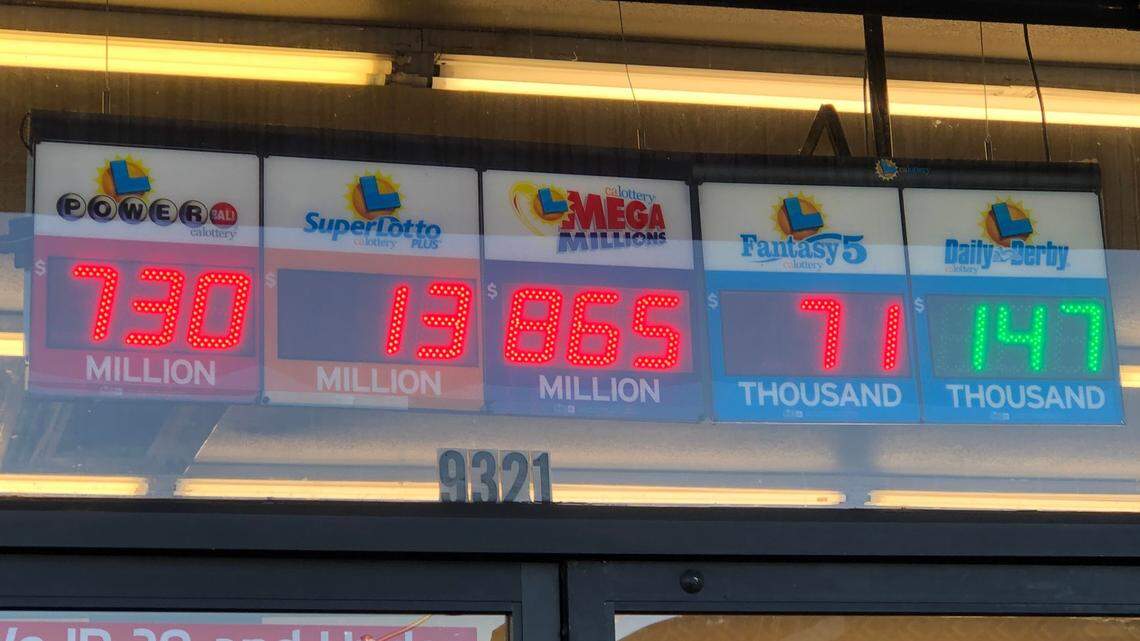 POWERBALL
calottery
$
730
MILLION
SuperLotto
calottery PLUS
$
13
MILLION
calottery
MEGA
MILLIONS
$
865
MILLION
Fantasy 5
calottery
$
71
THOUSAND
calottery
Daily Derby
calottery
$
147
THOUSAND
9321